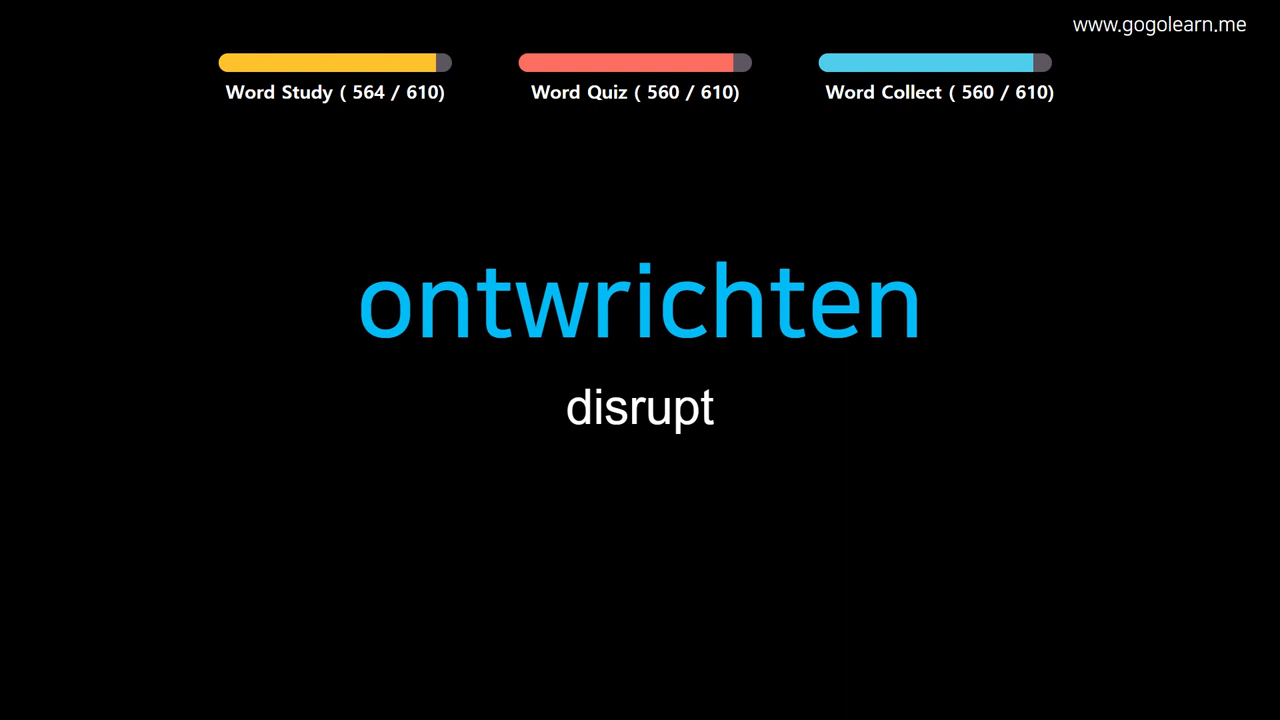 www.gogolearn.me
Word Study ( 564 / 610)
Word Quiz ( 560 / 610)
Word Collect ( 560 / 610)
ontwrichten
disrupt